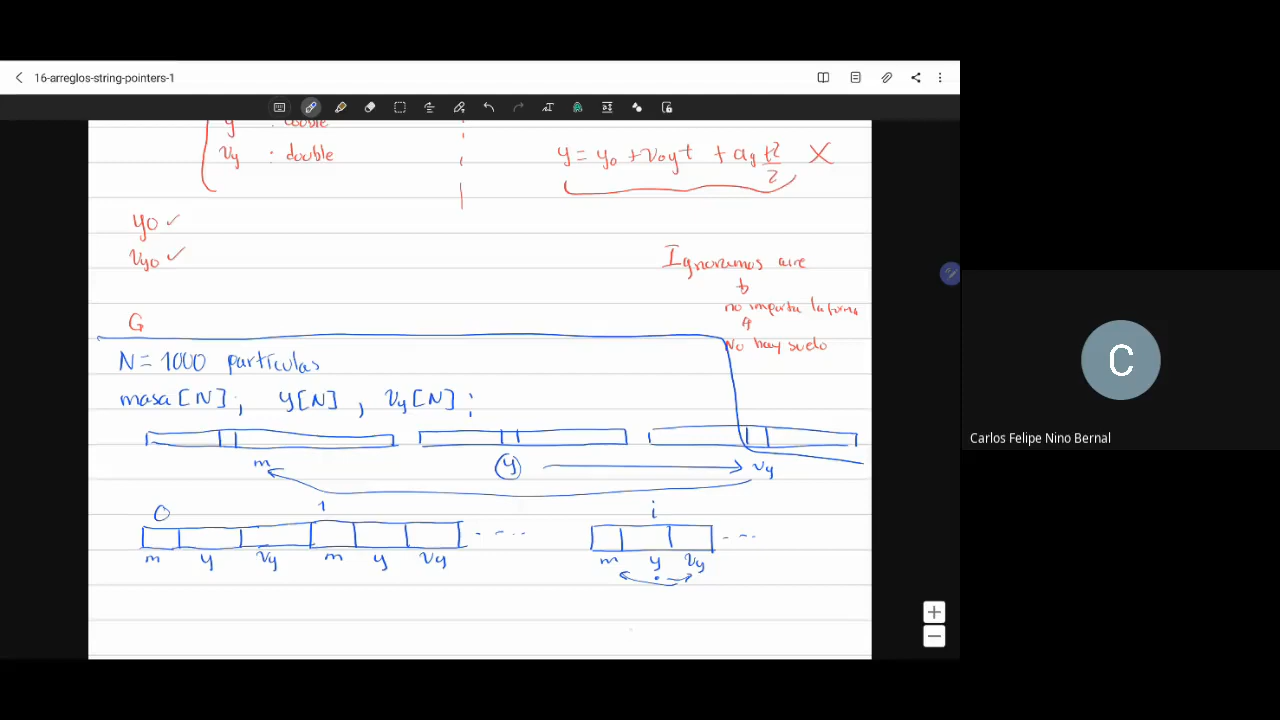 16-arreglos-string-pointers-1
y : double
vy : double
y = y0 + v0y t + ag t²/2 X
y0 ✓
vy0 ✓
Ignoramos aire
no importa la forma
No hay suelo
G
N = 1000 partículas
masa[N]; y[N], vy[N];
m y vy
0 1 i
m y vy m y vy .... m y vy ....
C
Carlos Felipe Nino Bernal